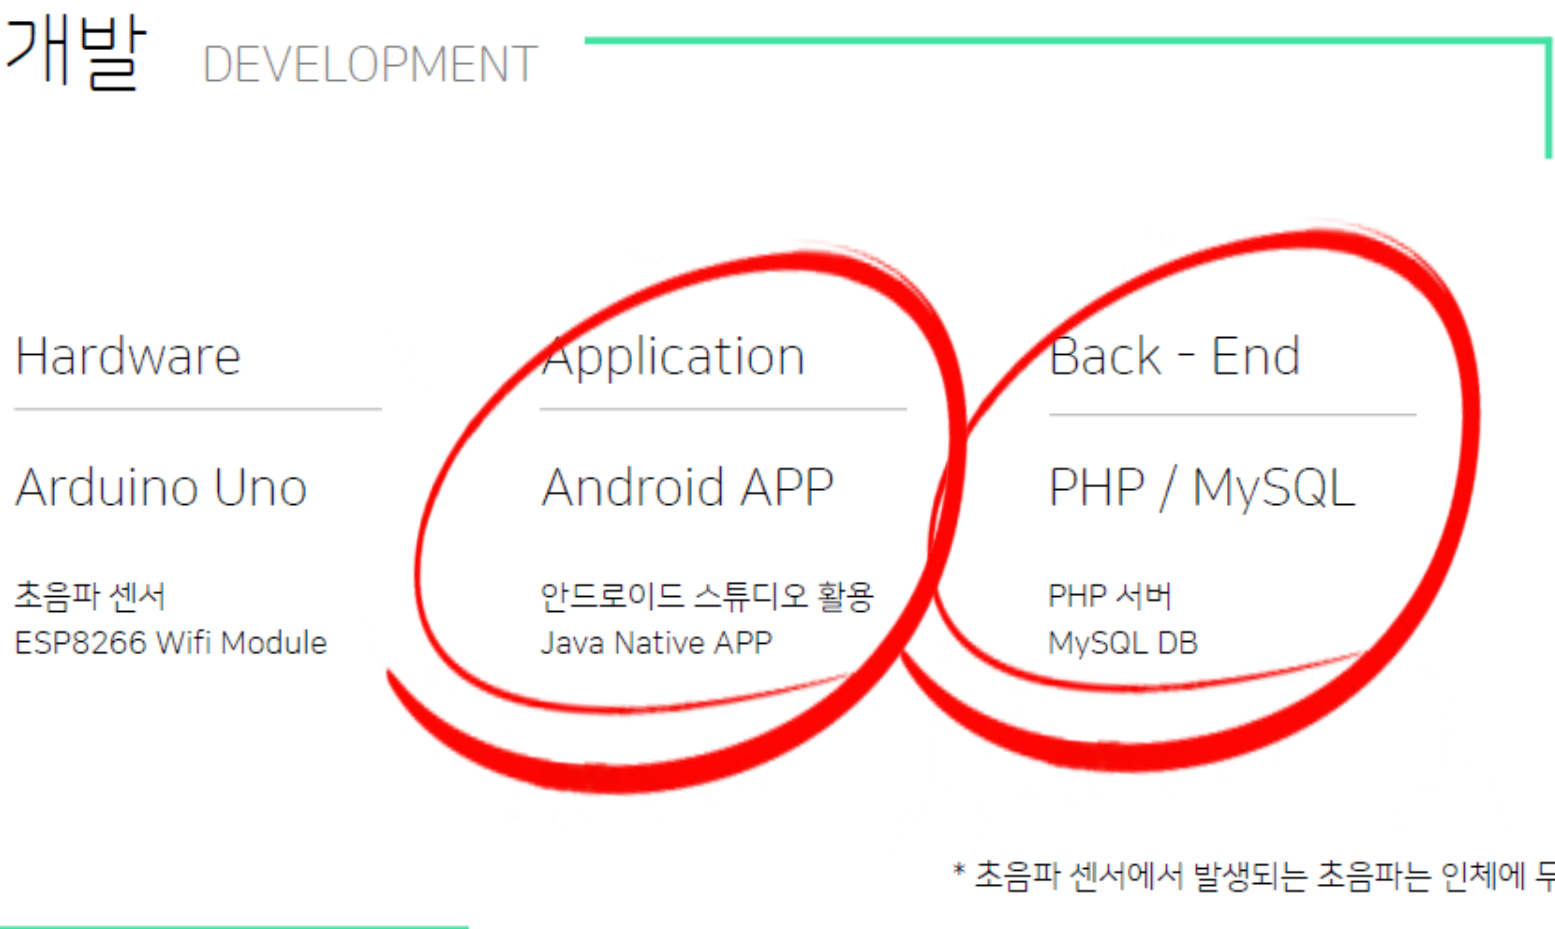 개발 DEVELOPMENT
Hardware
Arduino Uno
초음파 센서
ESP8266 Wifi Module
Application
Android APP
안드로이드 스튜디오 활용
Java Native APP
Back - End
PHP / MySQL
PHP 서버
MySQL DB
* 초음파 센서에서 발생되는 초음파는 인체에